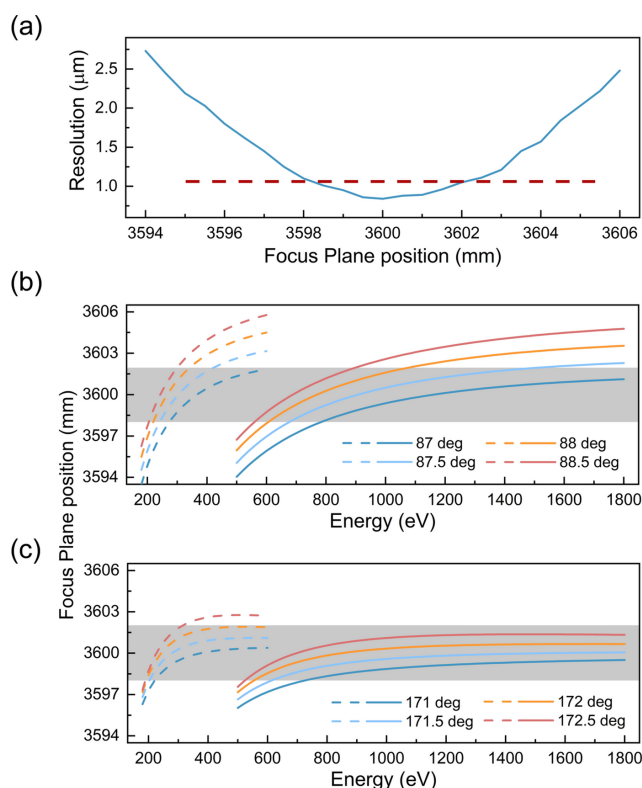 (a)
Resolution (μm)
2.5
2.0
1.5
1.0
3594 3596 3598 3600 3602 3604 3606
Focus Plane position (mm)
(b)
Focus Plane position (mm)
3606
3603
3600
3597
3594
87 deg 88 deg
87.5 deg 88.5 deg
200 400 600 800 1000 1200 1400 1600 1800
Energy (eV)
(c)
3606
3603
3600
3597
3594
171 deg 172 deg
171.5 deg 172.5 deg
200 400 600 800 1000 1200 1400 1600 1800
Energy (eV)